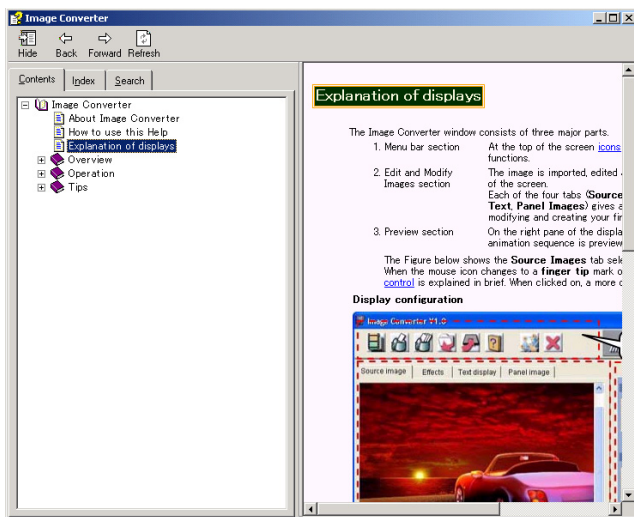 Image Converter
Hide Back Forward Refresh
Contents Index Search
Image Converter
About Image Converter
How to use this Help
Explanation of displays
Overview
Operation
Tips
Explanation of displays
The Image Converter window consists of three major parts.
1. Menu bar section At the top of the screen icons
functions.
2. Edit and Modify The image is imported, edited
Images section of the screen.
Each of the four tabs (Source
Text, Panel Images) gives a
modifying and creating your fir
3. Preview section On the right pane of the displa
animation sequence is preview
The Figure below shows the Source Images tab sele
When the mouse icon changes to a finger tip mark o
control is explained in brief. When clicked on, a more c
Display configuration
Image Converter V1.0
Source image Effects Text display Panel image